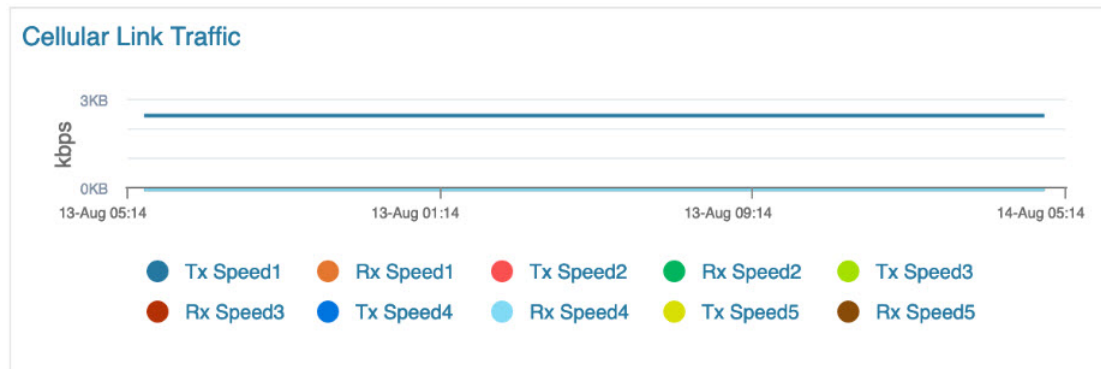 Cellular Link Traffic
3KB
kbps
0KB
13-Aug 05:14 13-Aug 01:14 13-Aug 09:14 14-Aug 05:14
Tx Speed1 Rx Speed1 Tx Speed2 Rx Speed2 Tx Speed3
Rx Speed3 Tx Speed4 Rx Speed4 Tx Speed5 Rx Speed5